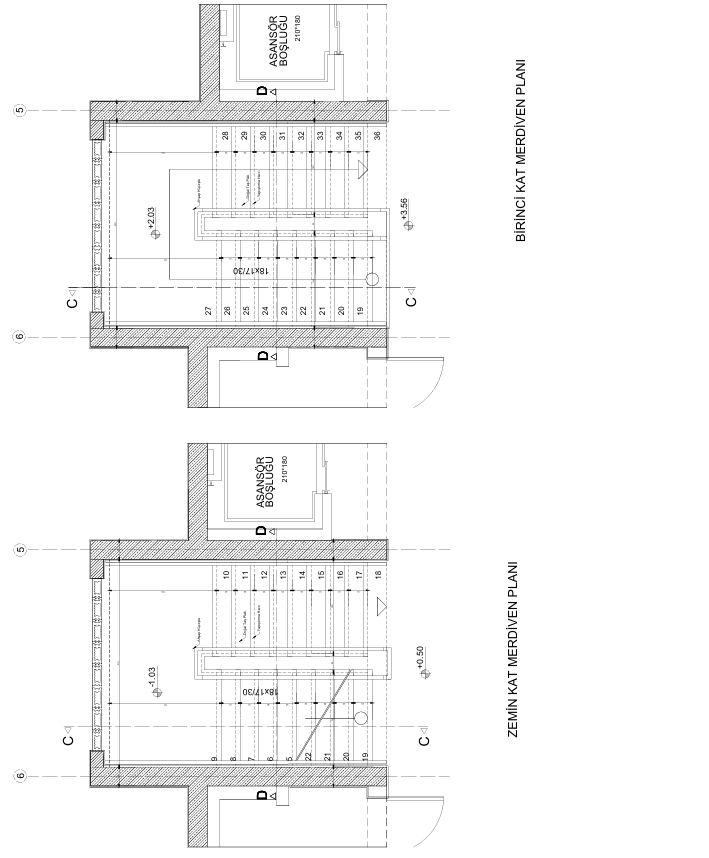 ASANSÖR
BOŞLUĞU
210*180
D
5
28
29
30
31
32
33
34
35
36
+2.03
+3.56
18x17/30
C
C
27
26
25
24
23
22
21
20
19
6
D
BİRİNCİ KAT MERDİVEN PLANI
ASANSÖR
BOŞLUĞU
210*180
D
5
10
11
12
13
14
15
16
17
18
-1.03
+0.50
18x17/30
C
C
9
8
7
6
5
22
21
20
19
6
D
ZEMİN KAT MERDİVEN PLANI